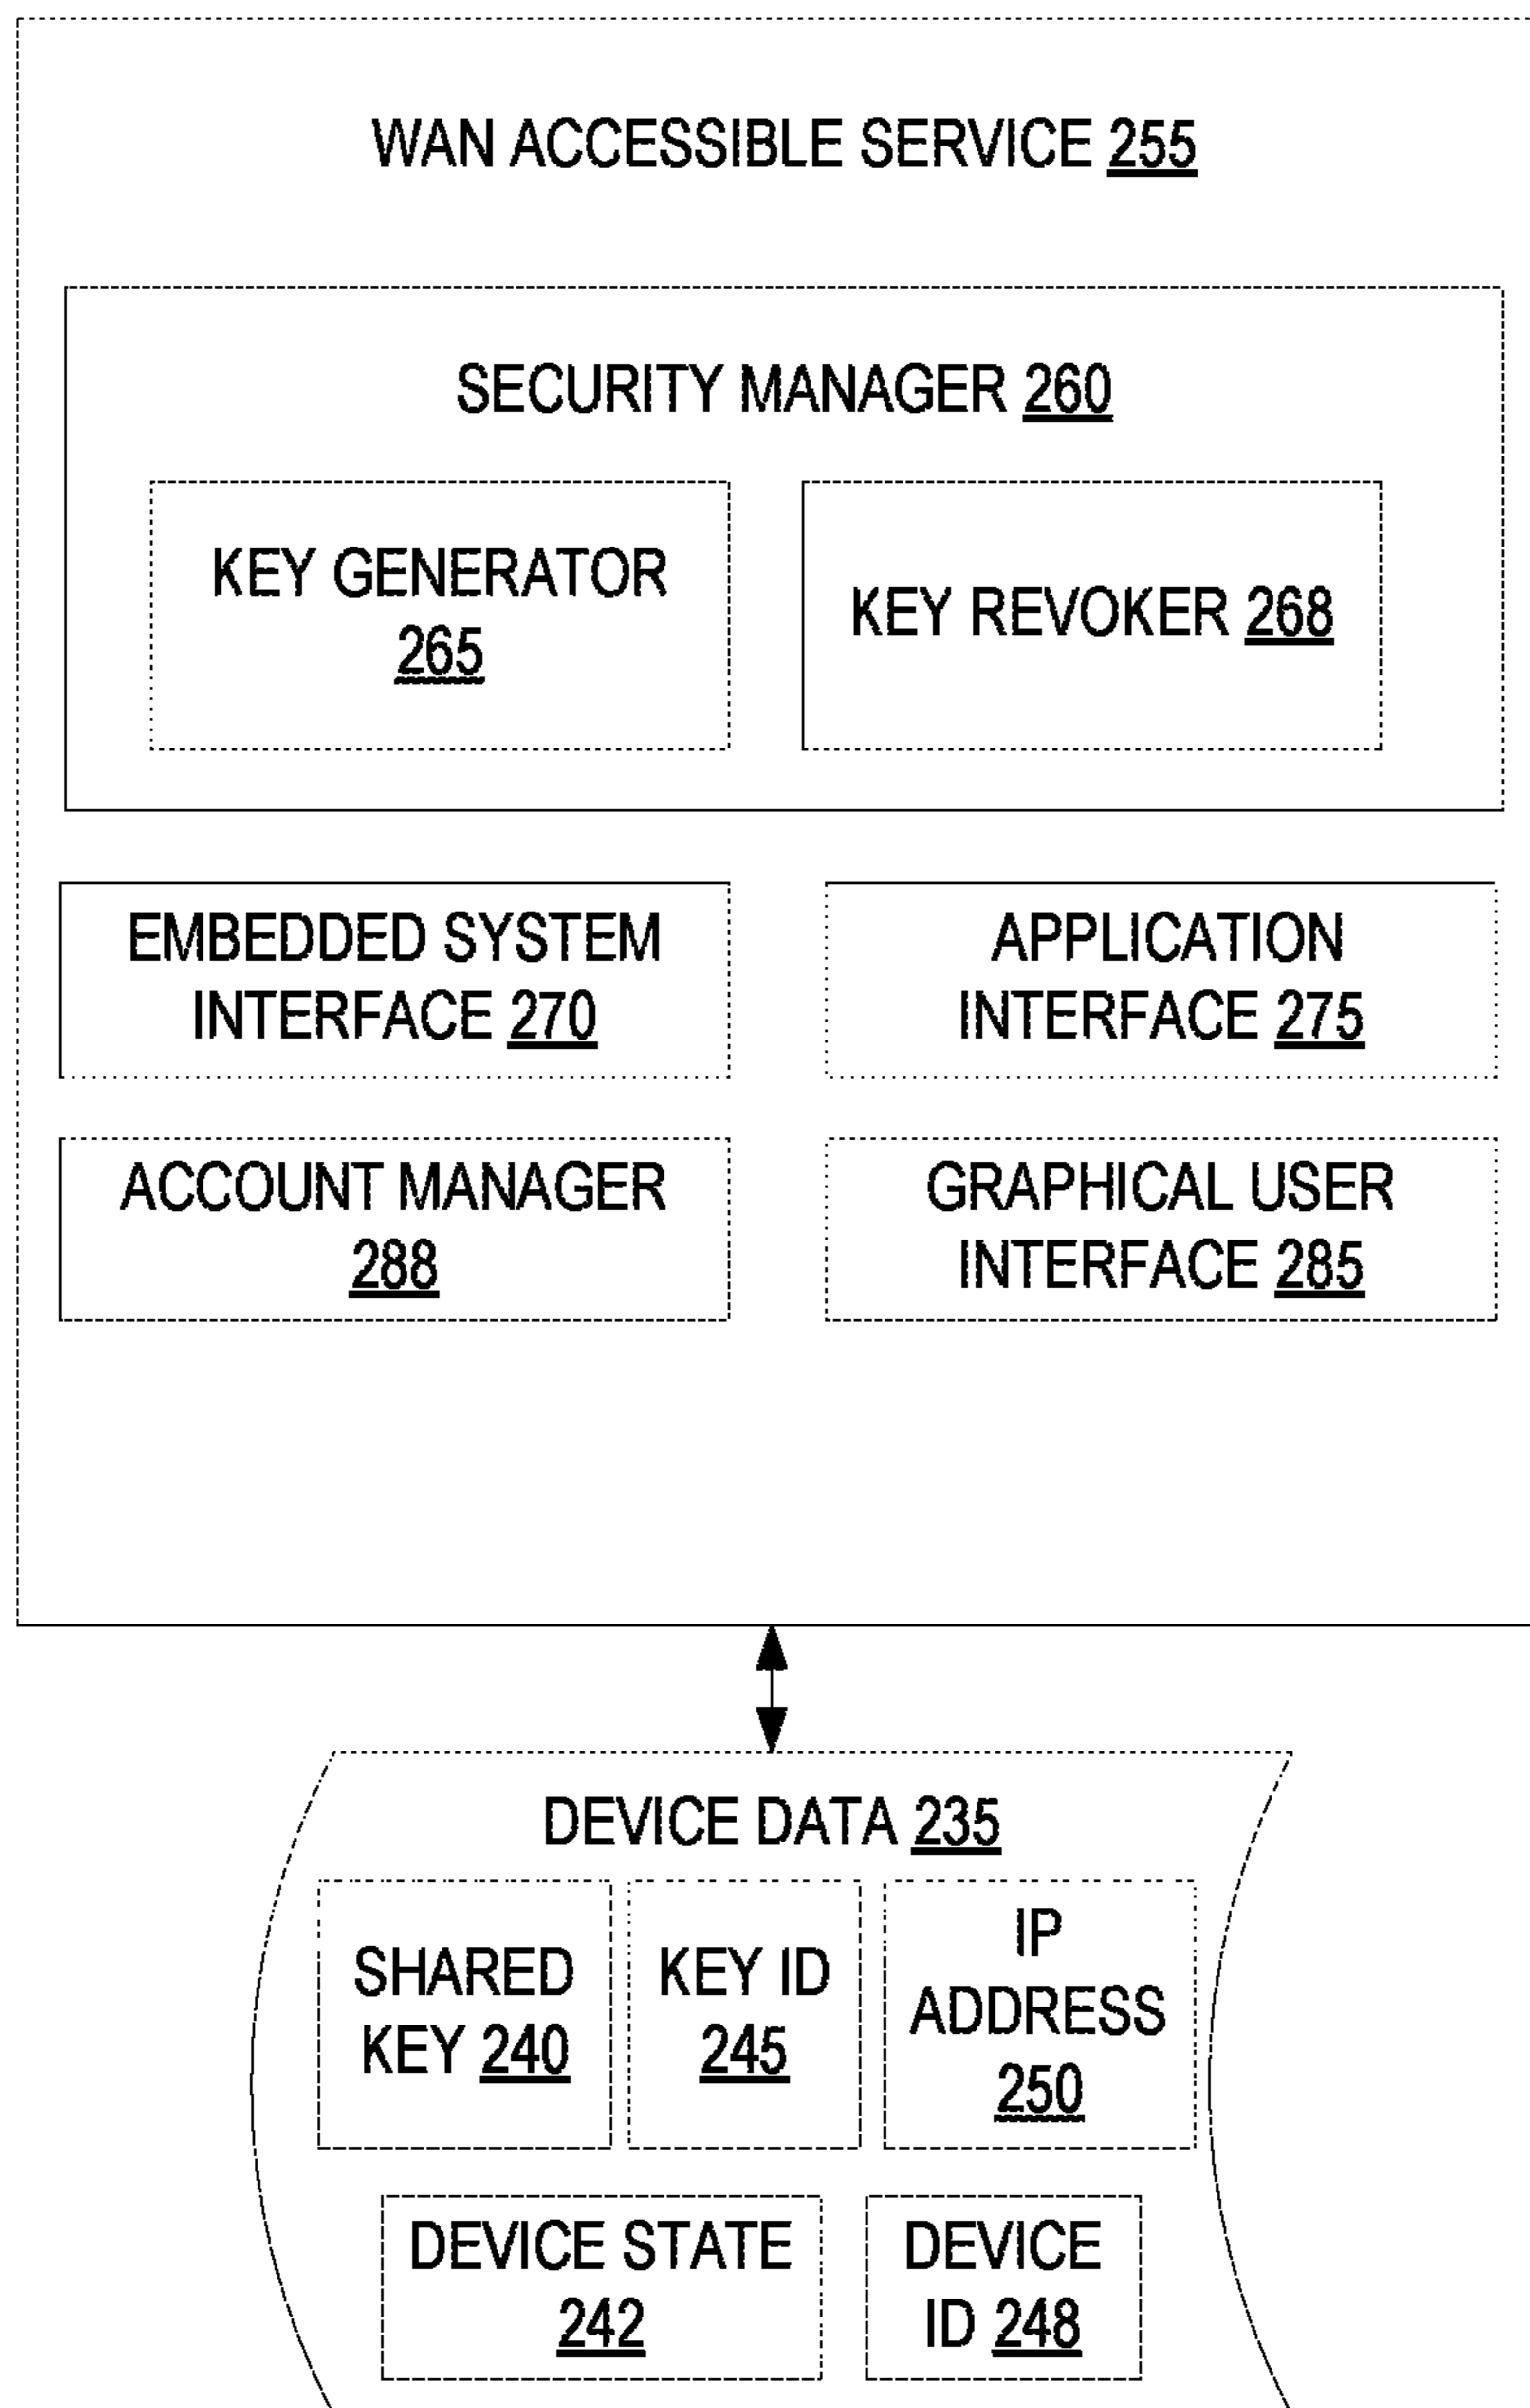 WAN ACCESSIBLE SERVICE 255
SECURITY MANAGER 260
KEY GENERATOR
265
KEY REVOKER 268
EMBEDDED SYSTEM
INTERFACE 270
APPLICATION
INTERFACE 275
ACCOUNT MANAGER
288
GRAPHICAL USER
INTERFACE 285
DEVICE DATA 235
SHARED
KEY 240
KEY ID
245
IP
ADDRESS
250
DEVICE STATE
242
DEVICE
ID 248